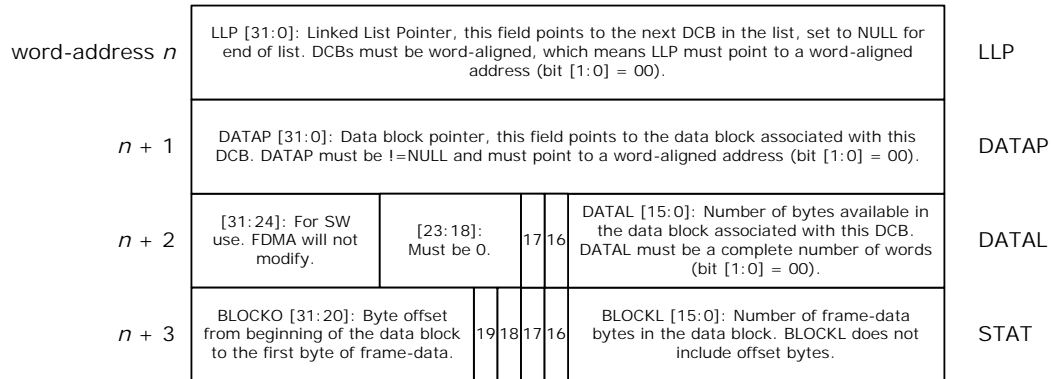 LLP [31:0]: Linked List Pointer, this field points to the next DCB in the list, set to NULL for
end of list. DCBs must be word-aligned, which means LLP must point to a word-aligned
address (bit [1:0] = 00).
word-address n
LLP
DATAP [31:0]: Data block pointer, this field points to the data block associated with this
DCB. DATAP must be !=NULL and must point to a word-aligned address (bit [1:0] = 00).
n + 1
DATAP
n + 2
[31:24]: For SW
use. FDMA will not
modify.
[23:18]:
Must be 0.
17
16
DATAL [15:0]: Number of bytes available in
the data block associated with this DCB.
DATAL must be a complete number of words
(bit [1:0] = 00).
DATAL
n + 3
BLOCKO [31:20]: Byte offset
from beginning of the data block
to the first byte of frame-data.
19
18
17
16
BLOCKL [15:0]: Number of frame-data
bytes in the data block. BLOCKL does not
include offset bytes.
STAT